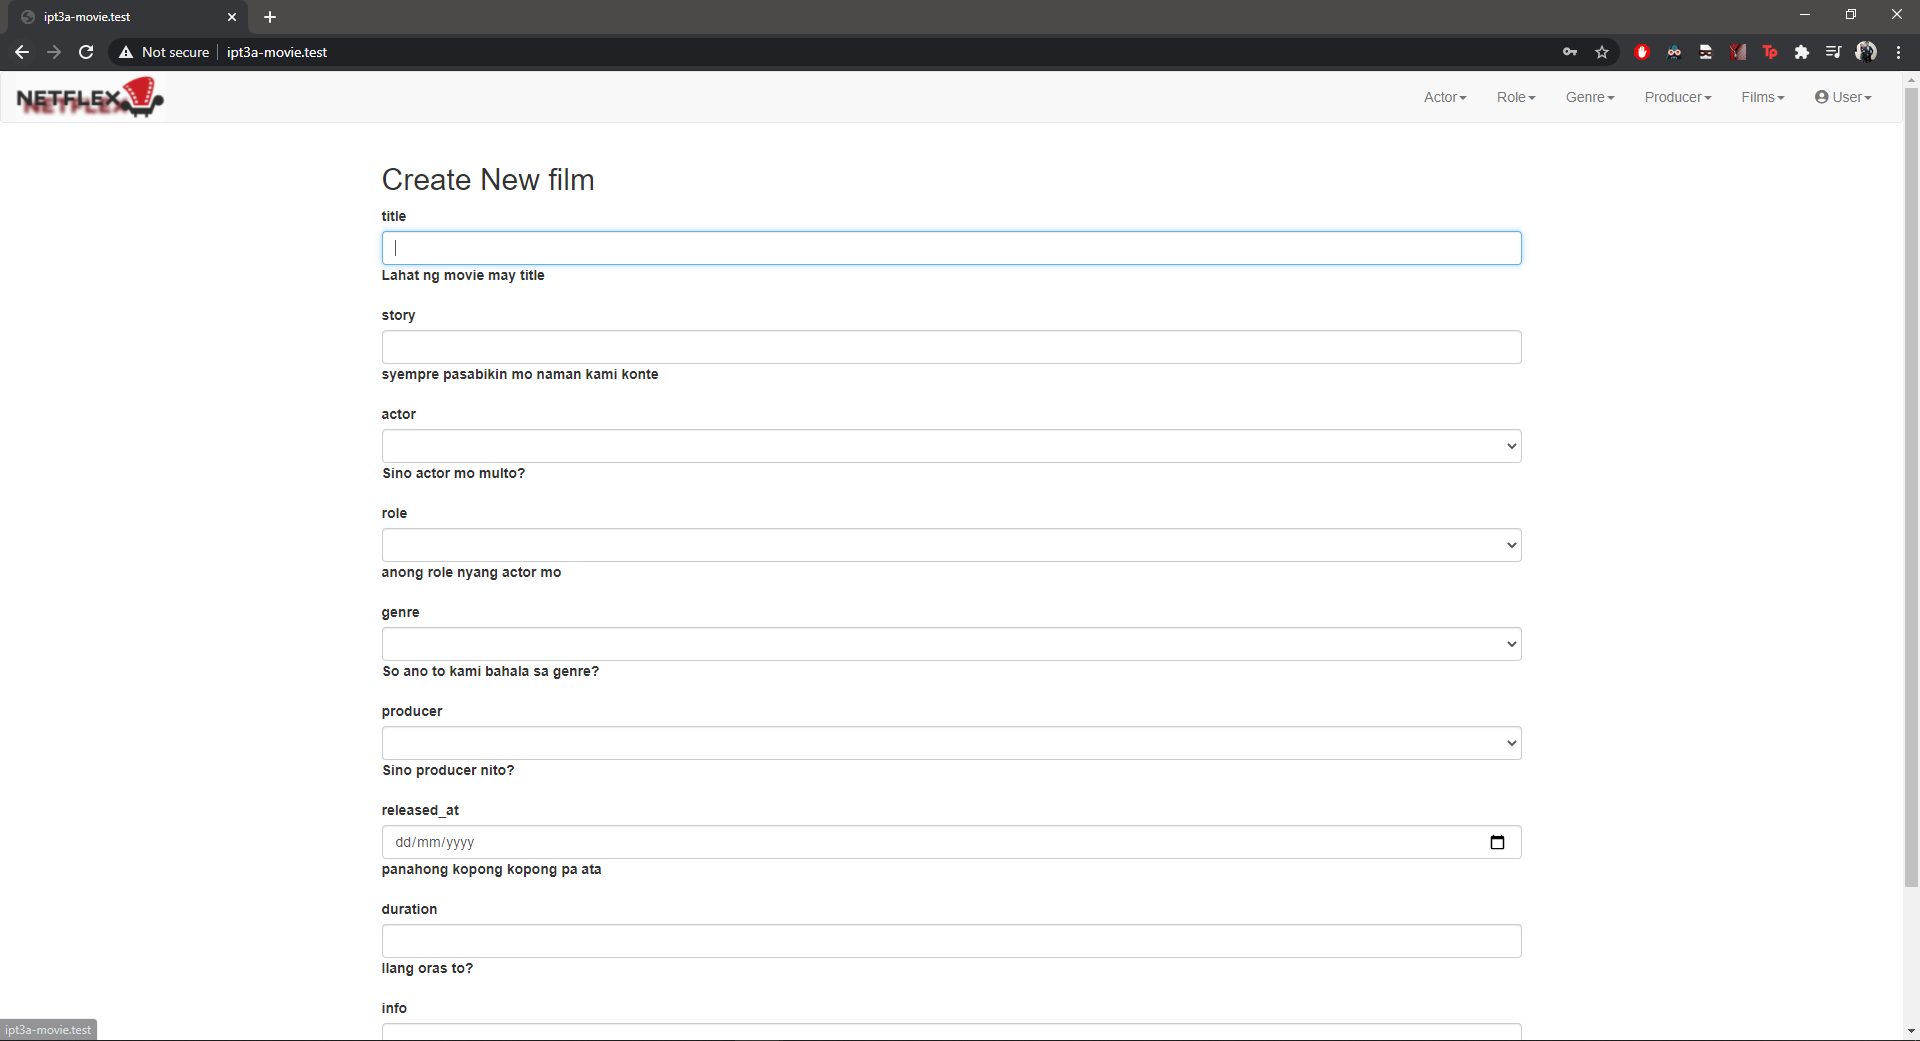 ipt3a-movie.test
Not secure
ipt3a-movie.test
Tp
NETFLEX
Actor
Role
Genre
Producer
Films
User
Create New film
title
Lahat ng movie may title
story
syempre pasabikin mo naman kami konte
actor
Sino actor mo multo?
role
anong role nyang actor mo
genre
So ano to kami bahala sa genre?
producer
Sino producer nito?
released_at
dd/mm/yyyy
panahong kopong kopong pa ata
duration
Ilang oras to?
info
ipt3a-movie.test